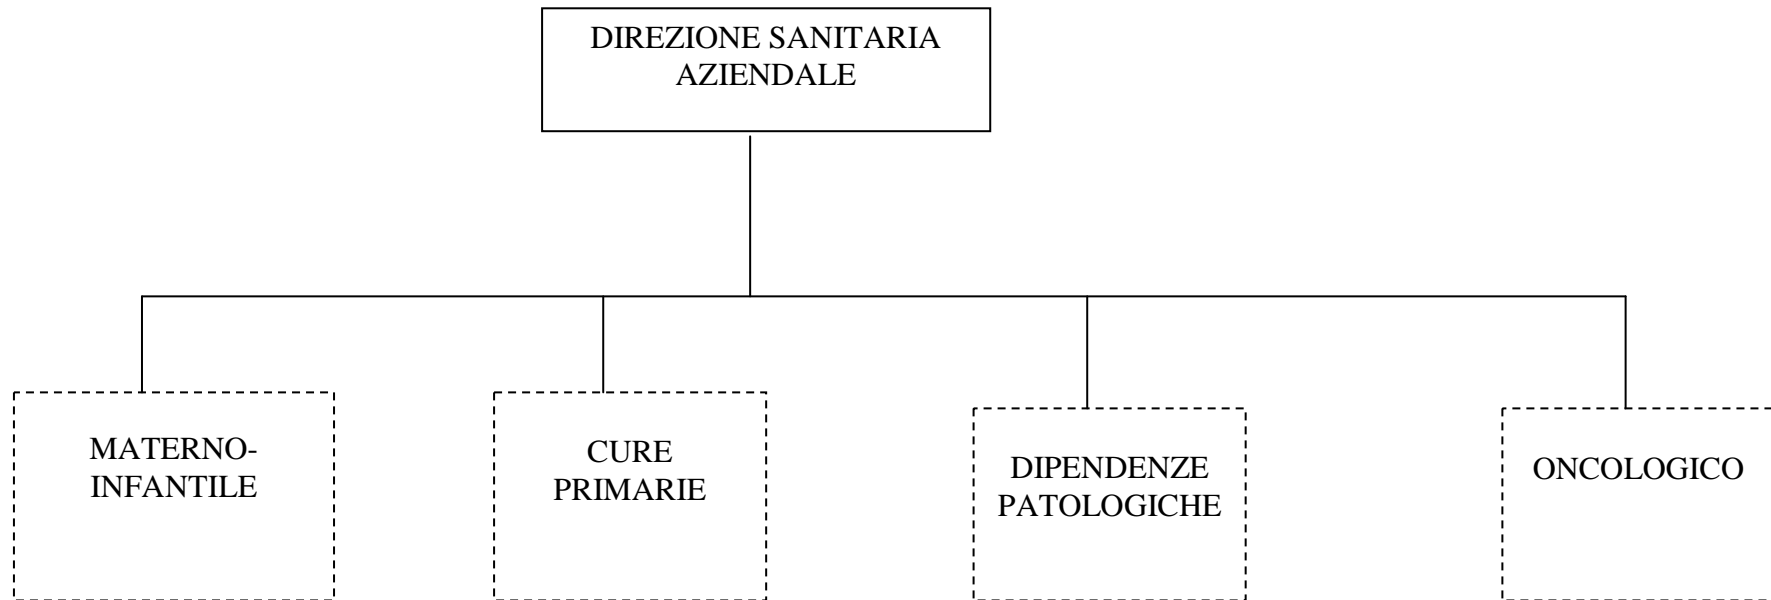 DIREZIONE SANITARIA
AZIENDALE
MATERNO-
INFANTILE
CURE
PRIMARIE
DIPENDENZE
PATOLOGICHE
ONCOLOGICO